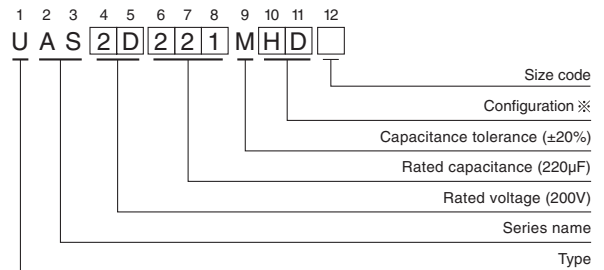 1 2 3 4 5 6 7 8 9 10 11 12
U A S 2 D 2 2 1 M H D
Size code
Configuration ※
Capacitance tolerance (±20%)
Rated capacitance (220µF)
Rated voltage (200V)
Series name
Type